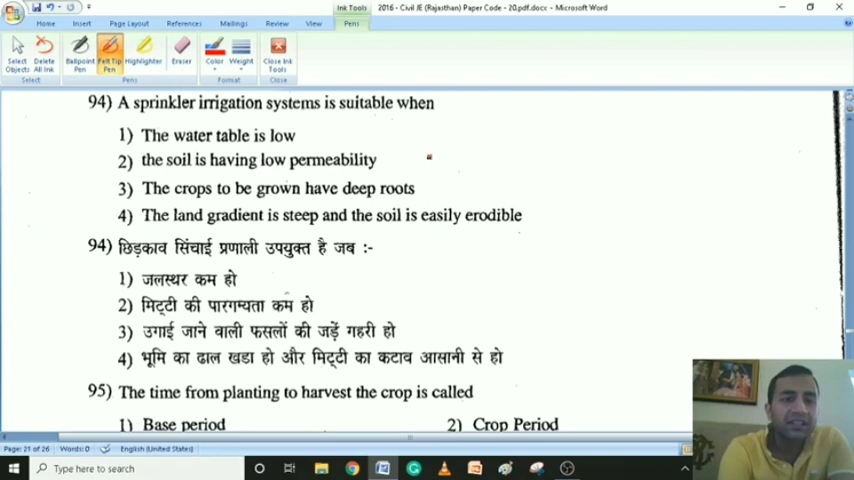 Ink Tools
2016 - Civil JE (Rajasthan) Paper Code - 20.pdf.docx - Microsoft Word
Home Insert Page Layout References Mailings Review View Pens
Select Objects
Delete All Ink
Ballpoint Pen
Felt Tip Pen
Highlighter
Eraser
Color
Weight
Close Ink Tools
Select Pens Format Close
94) A sprinkler irrigation systems is suitable when
1) The water table is low
2) the soil is having low permeability
3) The crops to be grown have deep roots
4) The land gradient is steep and the soil is easily erodible
94) छिड़काव सिंचाई प्रणाली उपयुक्त है जब :-
1) जलस्थर कम हो
2) मिट्टी की पारगम्यता कम हो
3) उगाई जाने वाली फसलों की जड़ें गहरी हो
4) भूमि का ढाल खडा हो और मिट्टी का कटाव आसानी से हो
95) The time from planting to harvest the crop is called
1) Base period 2) Crop Period
Page: 21 of 26 Words: 0 English (United States)
Type here to search